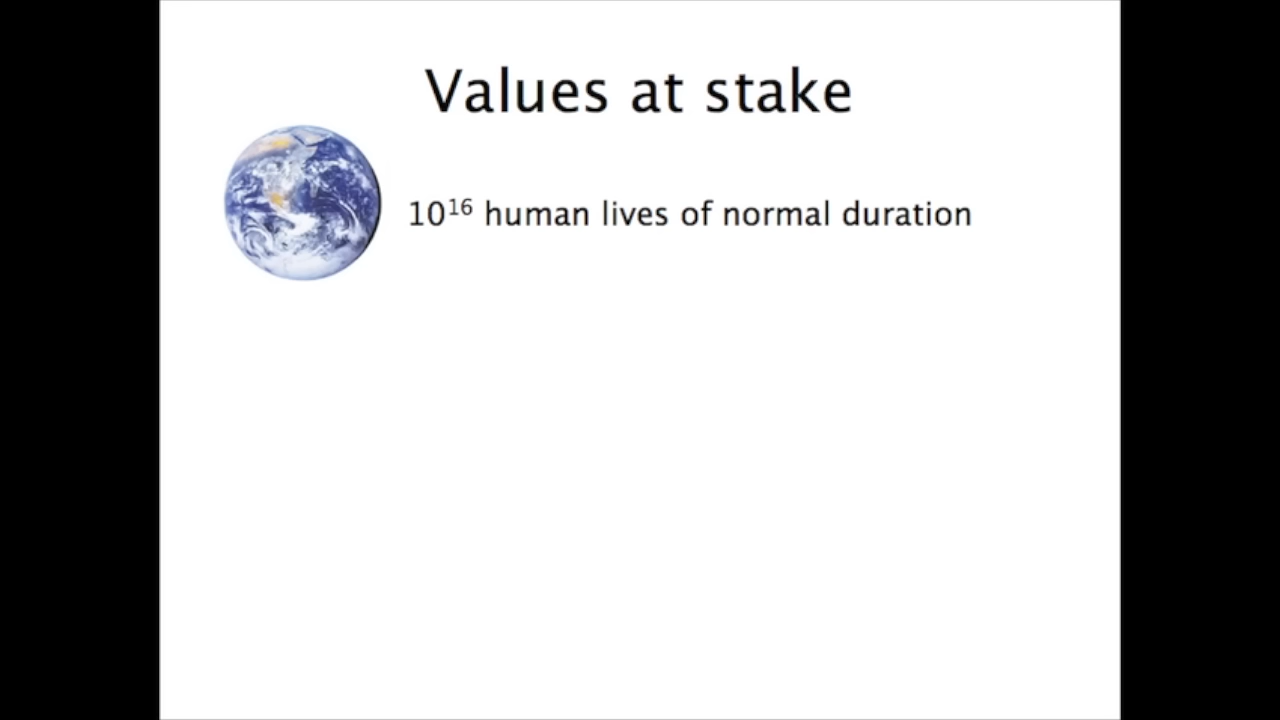 Values at stake
10¹⁶ human lives of normal duration